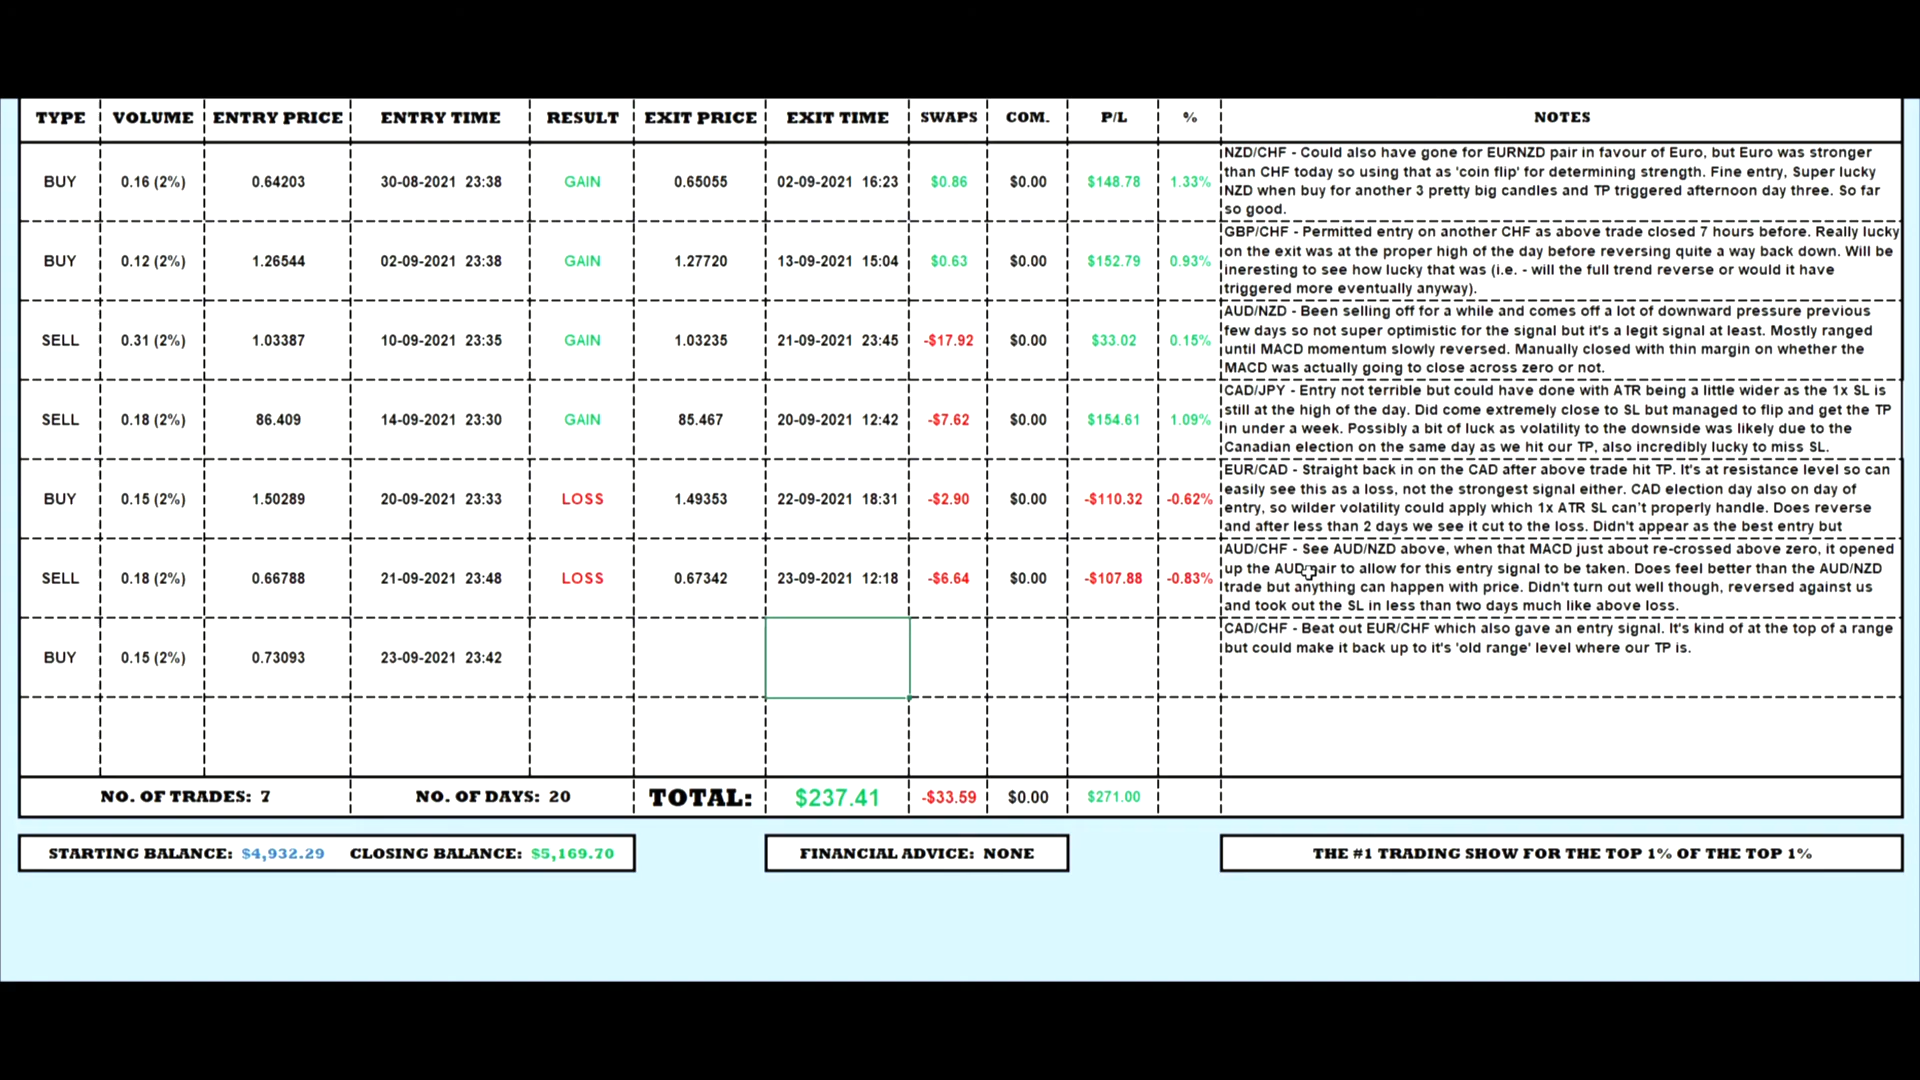 TYPE VOLUME ENTRY PRICE ENTRY TIME RESULT EXIT PRICE EXIT TIME SWAPS COM. P/L % NOTES
BUY 0.16 (2%) 0.64203 30-08-2021 23:38 GAIN 0.65055 02-09-2021 16:23 $0.86 $0.00 $148.78 1.33%
NZD/CHF - Could also have gone for EURNZD pair in favour of Euro, but Euro was stronger
than CHF today so using that as 'coin flip' for determining strength. Fine entry, Super lucky
NZD when buy for another 3 pretty big candles and TP triggered afternoon day three. So far
so good.
BUY 0.12 (2%) 1.26544 02-09-2021 23:38 GAIN 1.27720 13-09-2021 15:04 $0.63 $0.00 $152.79 0.93%
GBP/CHF - Permitted entry on another CHF as above trade closed 7 hours before. Really lucky
on the exit was at the proper high of the day before reversing quite a way back down. Will be
ineresting to see how lucky that was (i.e. - will the full trend reverse or would it have
triggered more eventually anyway).
SELL 0.31 (2%) 1.03387 10-09-2021 23:35 GAIN 1.03235 21-09-2021 23:45 -$17.92 $0.00 $33.02 0.15%
AUD/NZD - Been selling off for a while and comes off a lot of downward pressure previous
few days so not super optimistic for the signal but it's a legit signal at least. Mostly ranged
until MACD momentum slowly reversed. Manually closed with thin margin on whether the
MACD was actually going to close across zero or not.
SELL 0.18 (2%) 86.409 14-09-2021 23:30 GAIN 85.467 20-09-2021 12:42 -$7.62 $0.00 $154.61 1.09%
CAD/JPY - Entry not terrible but could have done with ATR being a little wider as the 1x SL is
still at the high of the day. Did come extremely close to SL but managed to flip and get the TP
in under a week. Possibly a bit of luck as volatility to the downside was likely due to the
Canadian election on the same day as we hit our TP, also incredibly lucky to miss SL.
BUY 0.15 (2%) 1.50289 20-09-2021 23:33 LOSS 1.49353 22-09-2021 18:31 -$2.90 $0.00 -$110.32 -0.62%
EUR/CAD - Straight back in on the CAD after above trade hit TP. It's at resistance level so can
easily see this as a loss, not the strongest signal either. CAD election day also on day of
entry, so wilder volatility could apply which 1x ATR SL can't properly handle. Does reverse
and after less than 2 days we see it cut to the loss. Didn't appear as the best entry but
SELL 0.18 (2%) 0.66788 21-09-2021 23:48 LOSS 0.67342 23-09-2021 12:18 -$6.64 $0.00 -$107.88 -0.83%
AUD/CHF - See AUD/NZD above, when that MACD just about re-crossed above zero, it opened
up the AUD pair to allow for this entry signal to be taken. Does feel better than the AUD/NZD
trade but anything can happen with price. Didn't turn out well though, reversed against us
and took out the SL in less than two days much like above loss.
BUY 0.15 (2%) 0.73093 23-09-2021 23:42
CAD/CHF - Beat out EUR/CHF which also gave an entry signal. It's kind of at the top of a range
but could make it back up to it's 'old range' level where our TP is.
NO. OF TRADES: 7 NO. OF DAYS: 20 TOTAL: $237.41 -$33.59 $0.00 $271.00
STARTING BALANCE: $4,932.29 CLOSING BALANCE: $5,169.70 FINANCIAL ADVICE: NONE THE #1 TRADING SHOW FOR THE TOP 1% OF THE TOP 1%